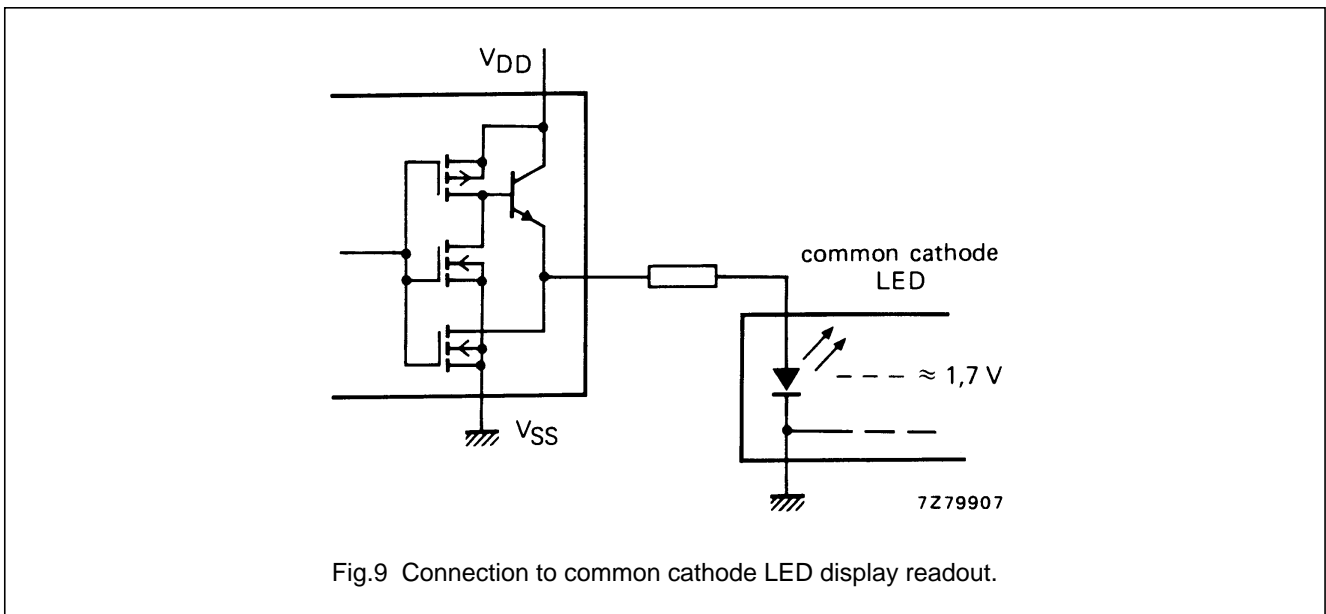 VDD
common cathode
LED
≈ 1,7 V
VSS
7Z79907
Fig.9 Connection to common cathode LED display readout.